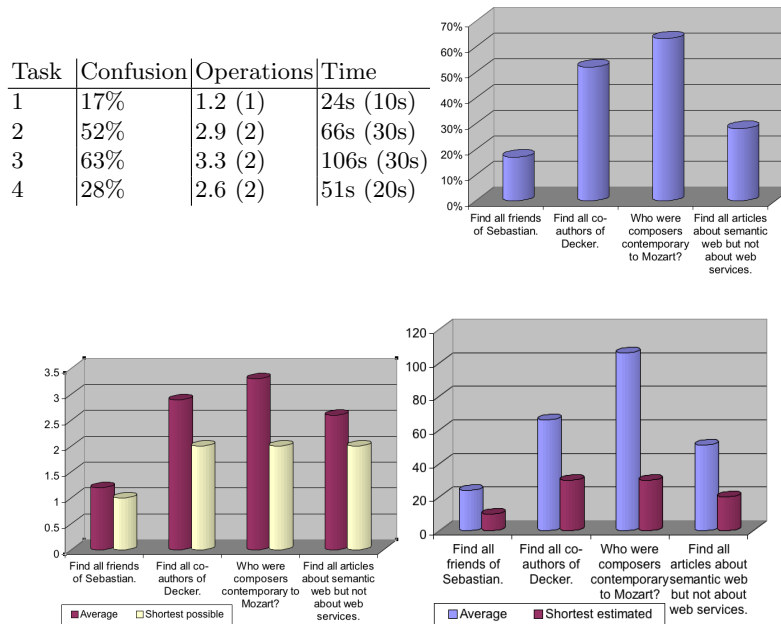 Task Confusion Operations Time
1 17% 1.2 (1) 24s (10s)
2 52% 2.9 (2) 66s (30s)
3 63% 3.3 (2) 106s (30s)
4 28% 2.6 (2) 51s (20s)
70%
60%
50%
40%
30%
20%
10%
0%
Find all friends
of Sebastian.
Find all co-
authors of
Decker.
Who were
composers
contemporary
to Mozart?
Find all articles
about semantic
web but not
about web
services.
3.5
3
2.5
2
1.5
1
0.5
0
Find all friends
of Sebastian.
Find all co-
authors of
Decker.
Who were
composers
contemporary to
Mozart?
Find all articles
about semantic
web but not
about web
services.
Average Shortest possible
120
100
80
60
40
20
0
Find all
friends of
Sebastian.
Find all co-
authors of
Decker.
Who were
composers
contemporary
to Mozart?
Find all
articles about
semantic web
but not about
web services.
Average Shortest estimated